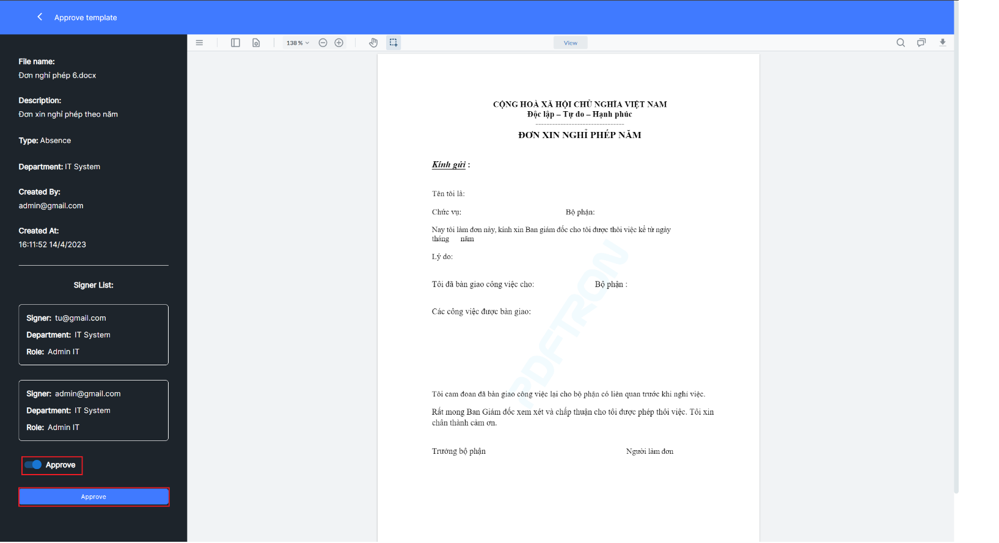 Approve template
File name:
Đơn nghỉ phép 6.docx
Description:
Đơn xin nghỉ phép theo năm
Type: Absence
Department: IT System
Created By:
admin@gmail.com
Created At:
16:11:52 14/4/2023
Signer List:
Signer: tu@gmail.com
Department: IT System
Role: Admin IT
Signer: admin@gmail.com
Department: IT System
Role: Admin IT
Approve
Approve
138 %
View
CỘNG HOÀ XÃ HỘI CHỦ NGHĨA VIỆT NAM
Độc lập – Tự do – Hạnh phúc
--------------------------------
ĐƠN XIN NGHỈ PHÉP NĂM
Kính gửi :
Tên tôi là:
Chức vụ: Bộ phận:
Nay tôi làm đơn này, kính xin Ban giám đốc cho tôi được thôi việc kể từ ngày
tháng năm
Lý do:
Tôi đã bàn giao công việc cho: Bộ phận :
Các công việc được bàn giao:
Tôi cam đoan đã bàn giao công việc lại cho bộ phận có liên quan trước khi nghỉ việc.
Rất mong Ban Giám đốc xem xét và chấp thuận cho tôi được phép thôi việc. Tôi xin
chân thành cảm ơn.
Trưởng bộ phận Người làm đơn
PDFTRON